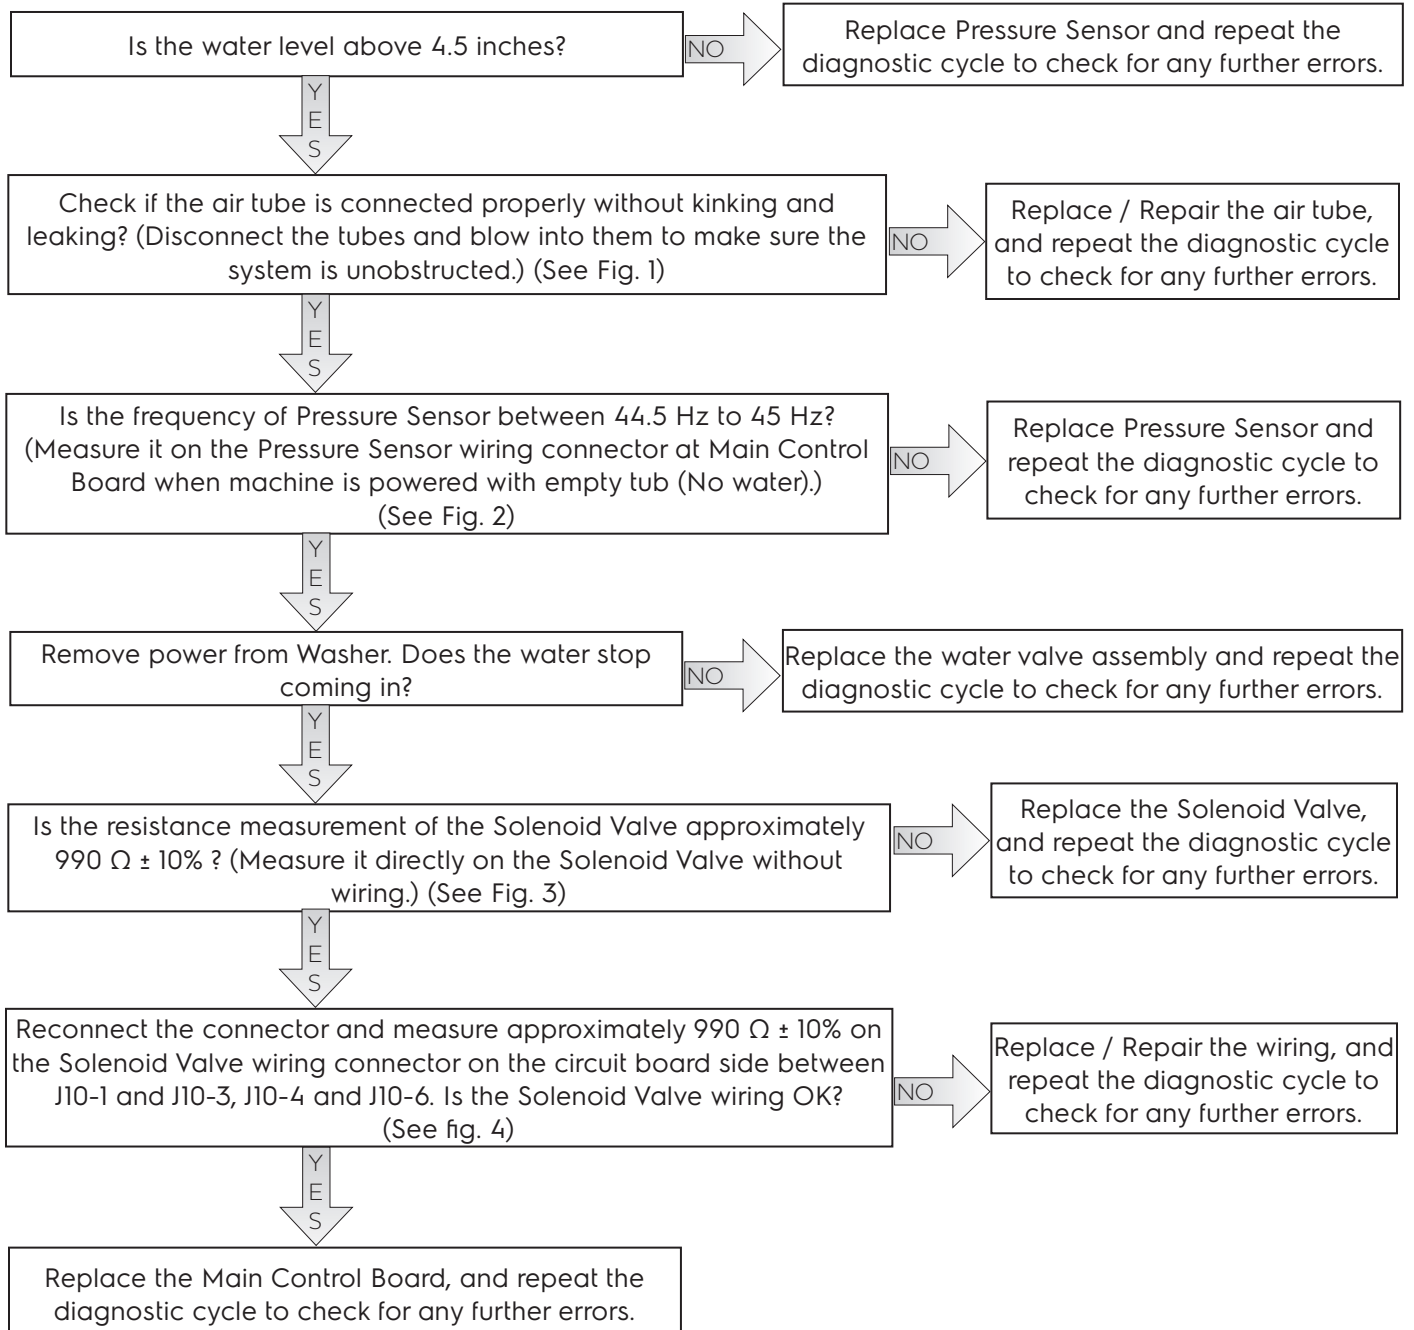 Is the water level above 4.5 inches?
NO
Replace Pressure Sensor and repeat the
diagnostic cycle to check for any further errors.
Y
E
S
Check if the air tube is connected properly without kinking and
leaking? (Disconnect the tubes and blow into them to make sure the
system is unobstructed.) (See Fig. 1)
NO
Replace / Repair the air tube,
and repeat the diagnostic cycle
to check for any further errors.
Y
E
S
Is the frequency of Pressure Sensor between 44.5 Hz to 45 Hz?
(Measure it on the Pressure Sensor wiring connector at Main Control
Board when machine is powered with empty tub (No water).)
(See Fig. 2)
NO
Replace Pressure Sensor and
repeat the diagnostic cycle to
check for any further errors.
Y
E
S
Remove power from Washer. Does the water stop
coming in?
NO
Replace the water valve assembly and repeat the
diagnostic cycle to check for any further errors.
Y
E
S
Is the resistance measurement of the Solenoid Valve approximately
990 Ω ± 10% ? (Measure it directly on the Solenoid Valve without
wiring.) (See Fig. 3)
NO
Replace the Solenoid Valve,
and repeat the diagnostic cycle
to check for any further errors.
Y
E
S
Reconnect the connector and measure approximately 990 Ω ± 10% on
the Solenoid Valve wiring connector on the circuit board side between
J10-1 and J10-3, J10-4 and J10-6. Is the Solenoid Valve wiring OK?
(See fig. 4)
NO
Replace / Repair the wiring, and
repeat the diagnostic cycle to
check for any further errors.
Y
E
S
Replace the Main Control Board, and repeat the
diagnostic cycle to check for any further errors.